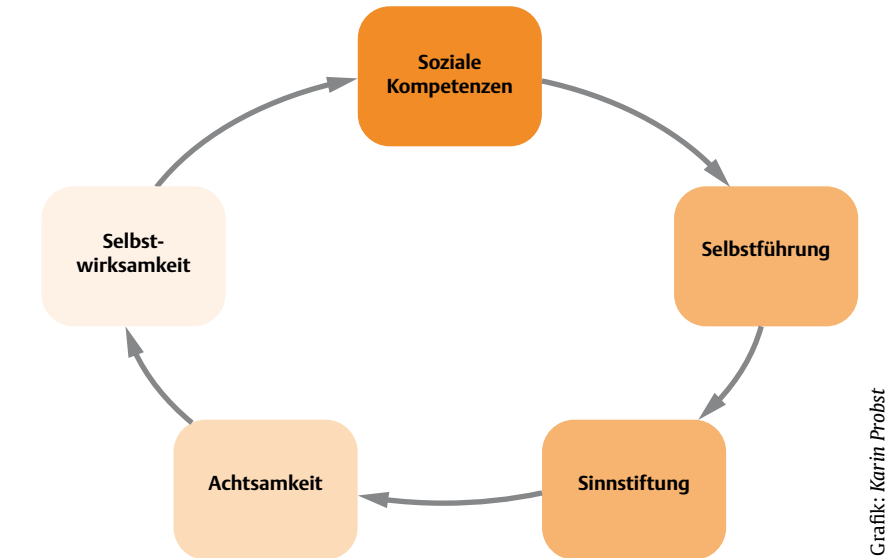 Soziale
Kompetenzen
Selbstführung
Sinnstiftung
Achtsamkeit
Selbst-
wirksamkeit
Grafik: Karin Probst